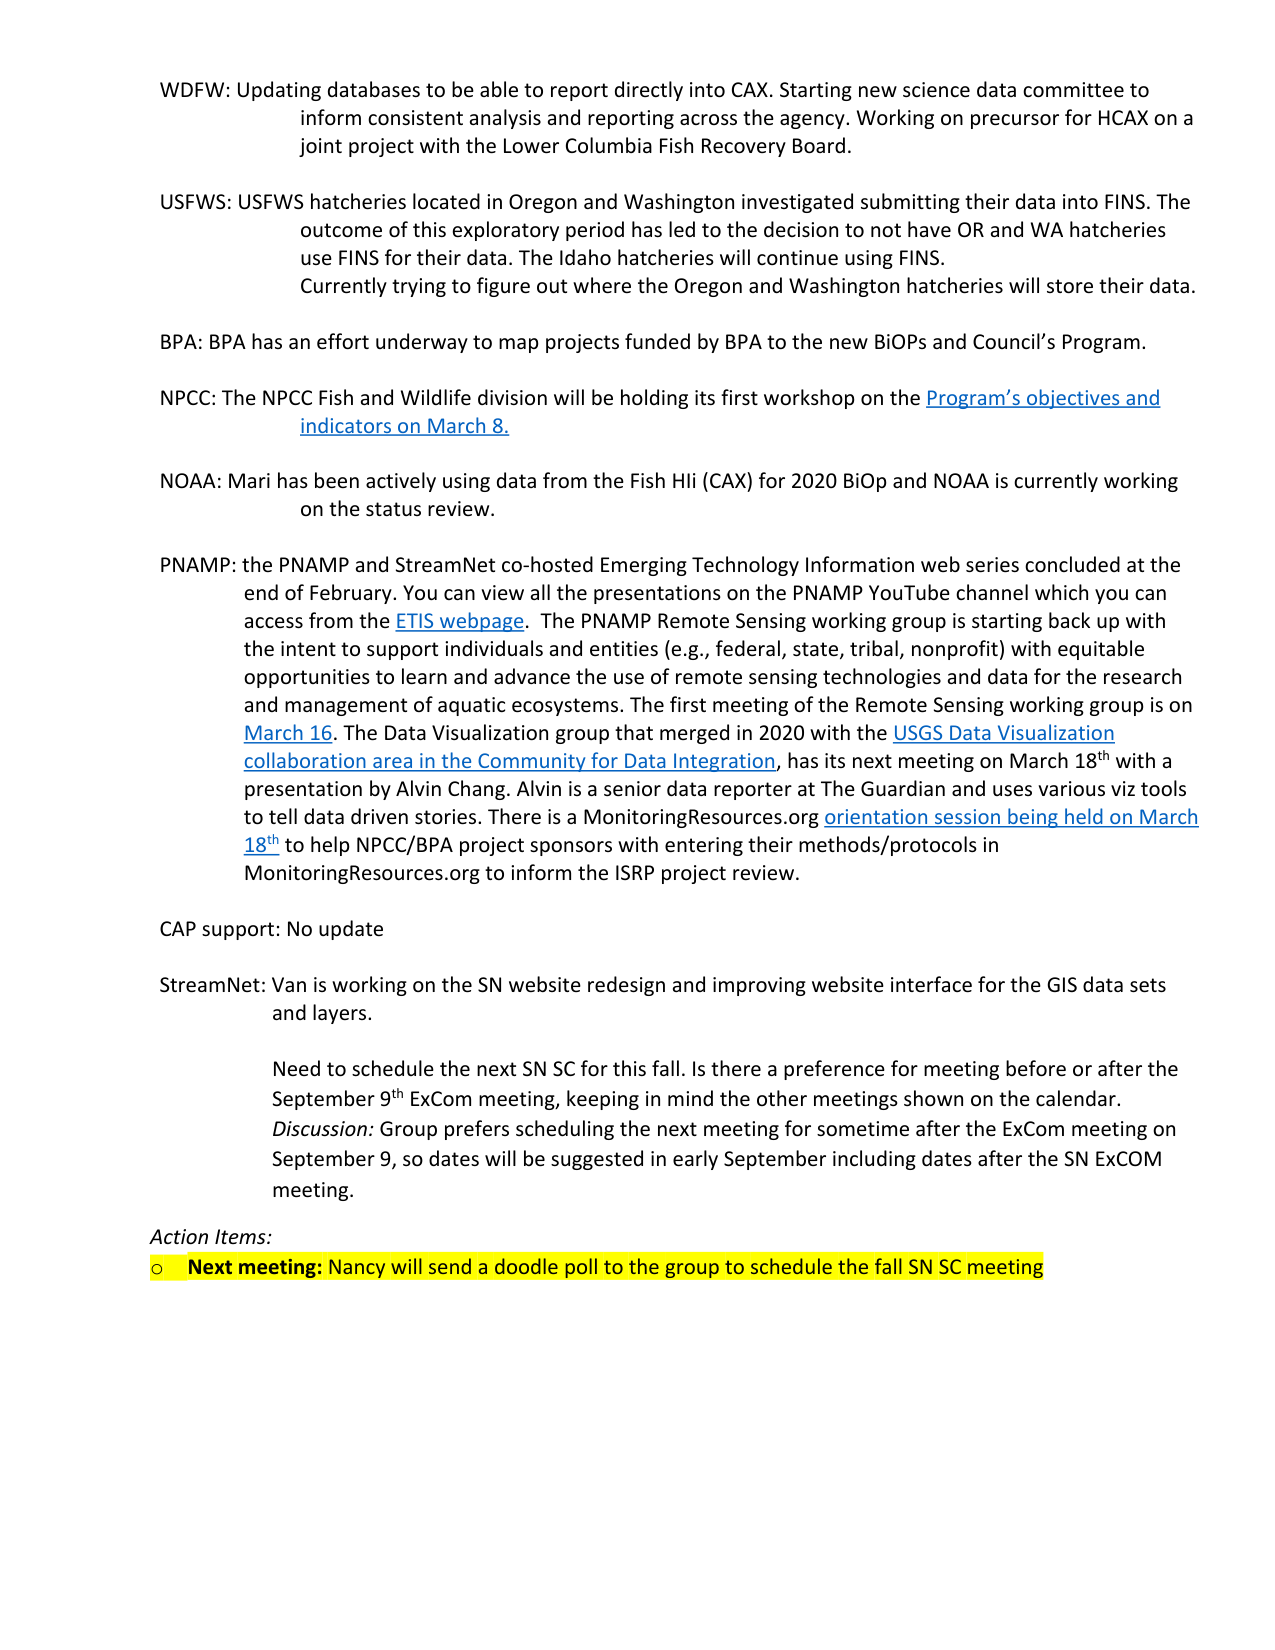 WDFW: Updating databases to be able to report directly into CAX. Starting new science data committee to
inform consistent analysis and reporting across the agency. Working on precursor for HCAX on a
joint project with the Lower Columbia Fish Recovery Board.
USFWS: USFWS hatcheries located in Oregon and Washington investigated submitting their data into FINS. The
outcome of this exploratory period has led to the decision to not have OR and WA hatcheries
use FINS for their data. The Idaho hatcheries will continue using FINS.
Currently trying to figure out where the Oregon and Washington hatcheries will store their data.
BPA: BPA has an effort underway to map projects funded by BPA to the new BiOPs and Council’s Program.
NPCC: The NPCC Fish and Wildlife division will be holding its first workshop on the Program’s objectives and
indicators on March 8.
NOAA: Mari has been actively using data from the Fish HIi (CAX) for 2020 BiOp and NOAA is currently working
on the status review.
PNAMP: the PNAMP and StreamNet co-hosted Emerging Technology Information web series concluded at the
end of February. You can view all the presentations on the PNAMP YouTube channel which you can
access from the ETIS webpage. The PNAMP Remote Sensing working group is starting back up with
the intent to support individuals and entities (e.g., federal, state, tribal, nonprofit) with equitable
opportunities to learn and advance the use of remote sensing technologies and data for the research
and management of aquatic ecosystems. The first meeting of the Remote Sensing working group is on
March 16. The Data Visualization group that merged in 2020 with the USGS Data Visualization
collaboration area in the Community for Data Integration, has its next meeting on March 18th with a
presentation by Alvin Chang. Alvin is a senior data reporter at The Guardian and uses various viz tools
to tell data driven stories. There is a MonitoringResources.org orientation session being held on March
18th to help NPCC/BPA project sponsors with entering their methods/protocols in
MonitoringResources.org to inform the ISRP project review.
CAP support: No update
StreamNet: Van is working on the SN website redesign and improving website interface for the GIS data sets
and layers.
Need to schedule the next SN SC for this fall. Is there a preference for meeting before or after the
September 9th ExCom meeting, keeping in mind the other meetings shown on the calendar.
Discussion: Group prefers scheduling the next meeting for sometime after the ExCom meeting on
September 9, so dates will be suggested in early September including dates after the SN ExCOM
meeting.
Action Items:
○ Next meeting: Nancy will send a doodle poll to the group to schedule the fall SN SC meeting